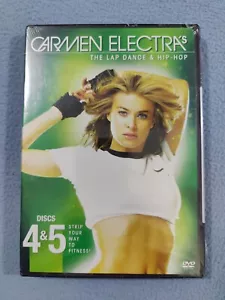 CARMEN ELECTRA'S
THE LAP DANCE & HIP-HOP
DISCS
4&5
STRIP
YOUR
WAY
TO
FITNESS!
DVD